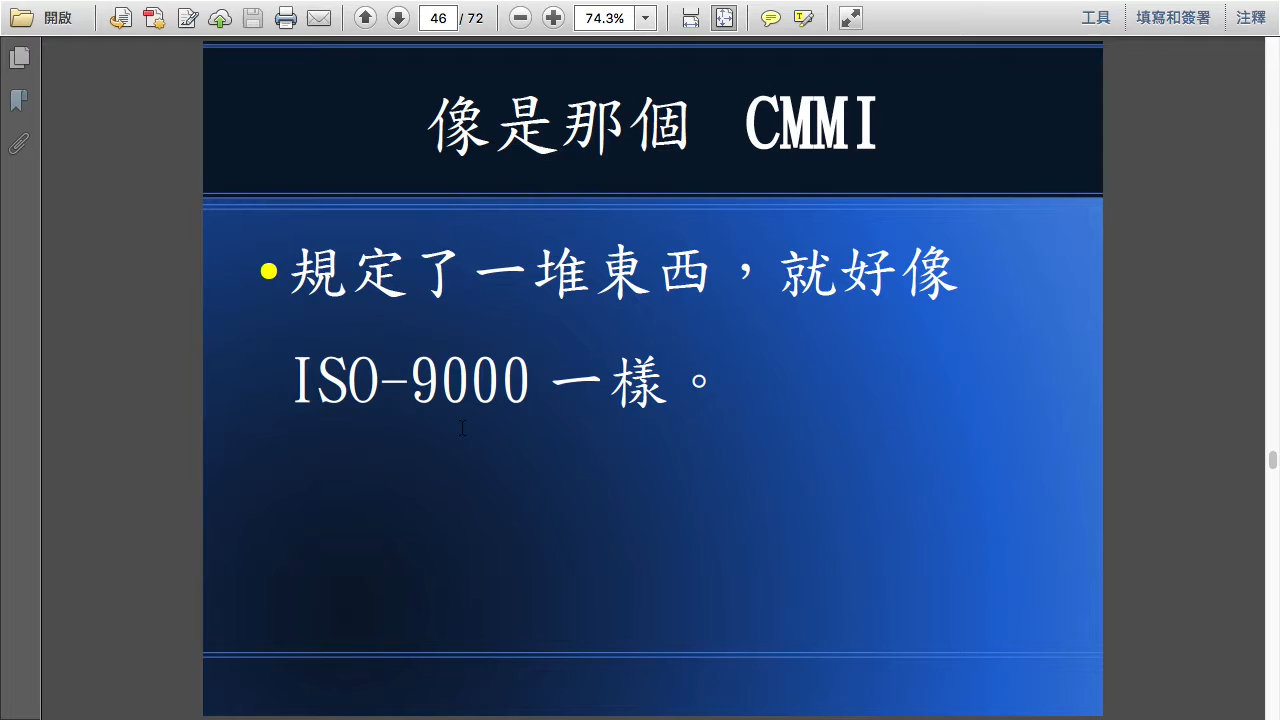 開啟 46 / 72 74.3% 工具 填寫和簽署 注釋
像是那個 CMMI
•規定了一堆東西，就好像
ISO-9000 一樣。